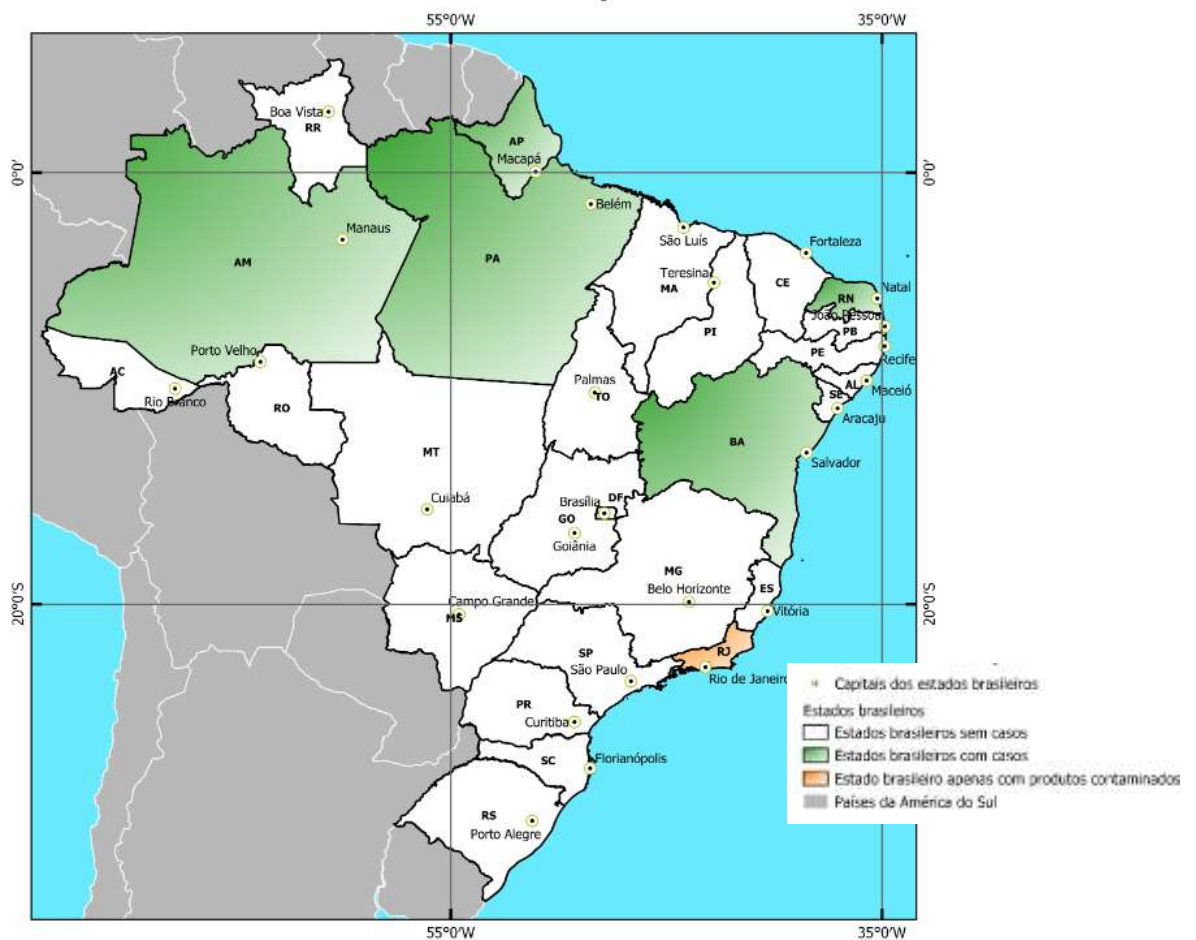 55°0'W
35°0'W
Boa Vista
RR
AP
Macapá
0°0'
0°0'
Belém
Manaus
São Luís
Fortaleza
AM
PA
Teresina
MA
CE
Natal
RN
João Pessoa
PB
PI
PE
Recife
Porto Velho
AC
Rio Branco
RO
Palmas
TO
AL
Maceió
SE
Aracaju
BA
Salvador
MT
Cuiabá
Brasília
DF
GO
Goiânia
MG
Belo Horizonte
ES
Vitória
20°0'S
20°0'S
Campo Grande
MS
SP
São Paulo
RJ
Rio de Janeiro
PR
Curitiba
SC
Florianópolis
RS
Porto Alegre
Capitais dos estados brasileiros
Estados brasileiros
Estados brasileiros sem casos
Estados brasileiros com casos
Estado brasileiro apenas com produtos contaminados
Países da América do Sul
55°0'W
35°0'W